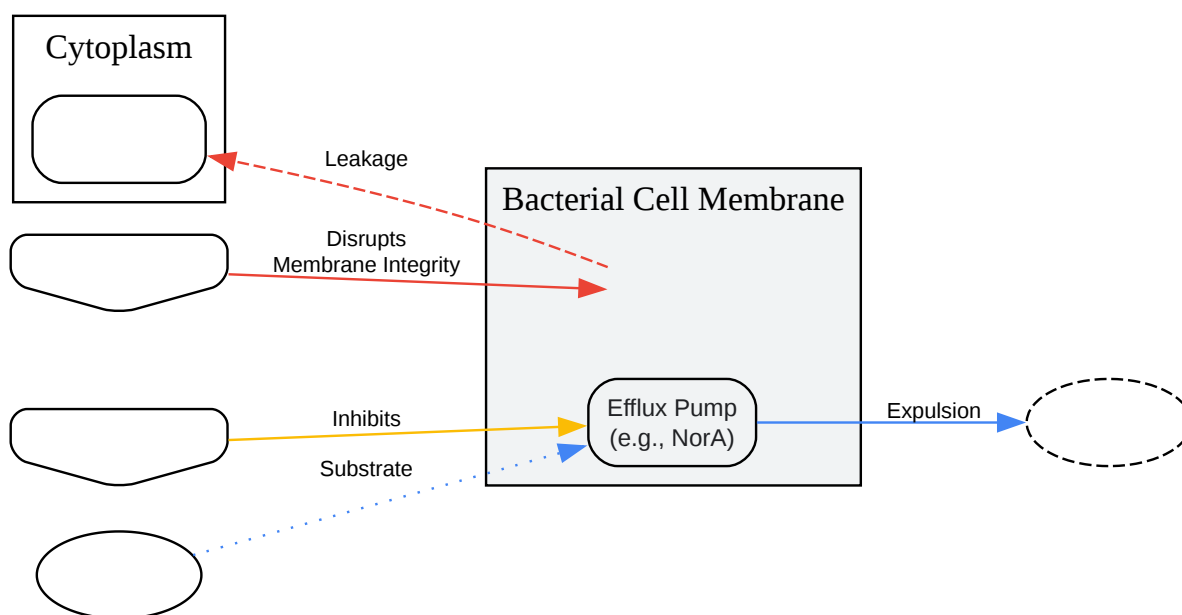 Cytoplasm
Leakage
Bacterial Cell Membrane
Disrupts
Membrane Integrity
Efflux Pump
(e.g., NorA)
Inhibits
Expulsion
Substrate